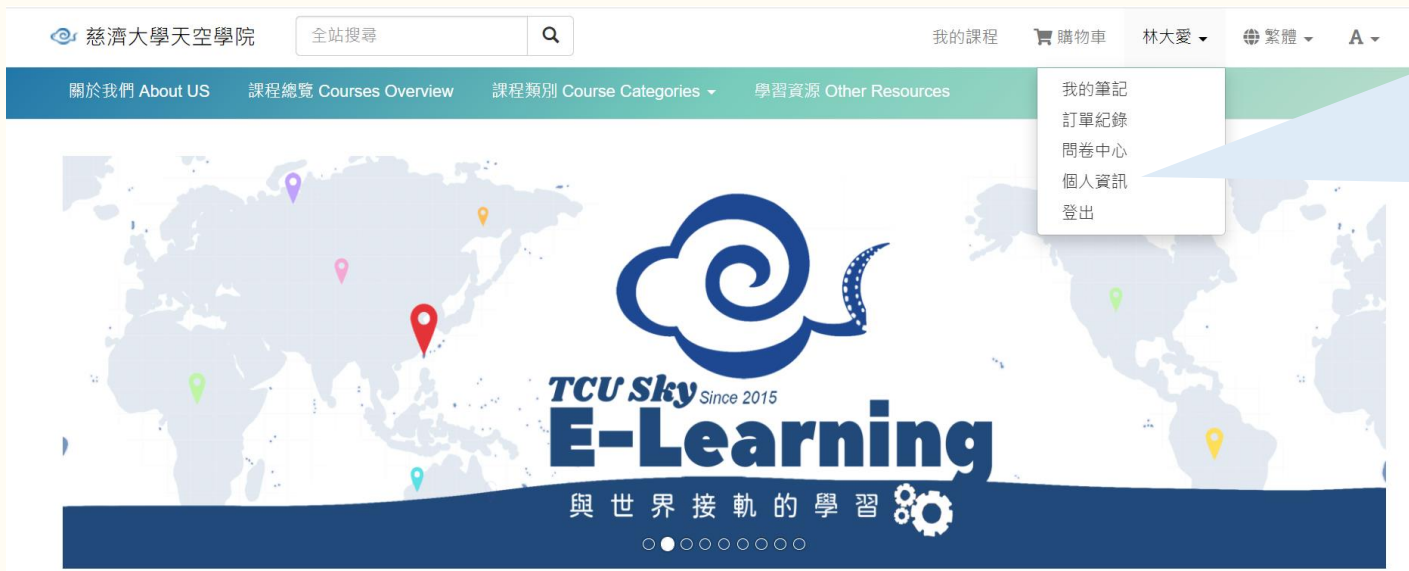 慈濟大學天空學院
全站搜尋
我的課程
購物車
林大愛
繁體
A
關於我們 About US
課程總覽 Courses Overview
課程類別 Course Categories
學習資源 Other Resources
我的筆記
訂單紀錄
問卷中心
個人資訊
登出
TCU Sky Since 2015
E-Learning
與世界接軌的學習